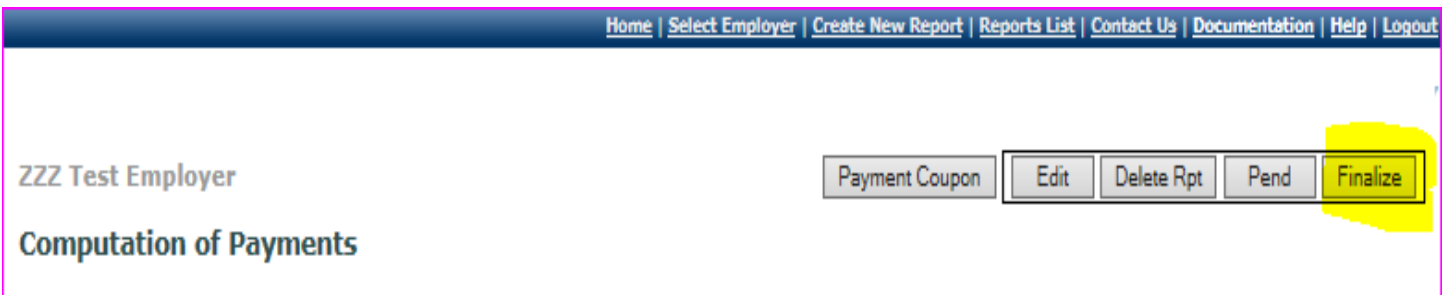 Home | Select Employer | Create New Report | Reports List | Contact Us | Documentation | Help | Logout
ZZZ Test Employer
Payment Coupon Edit Delete Rpt Pend Finalize
Computation of Payments